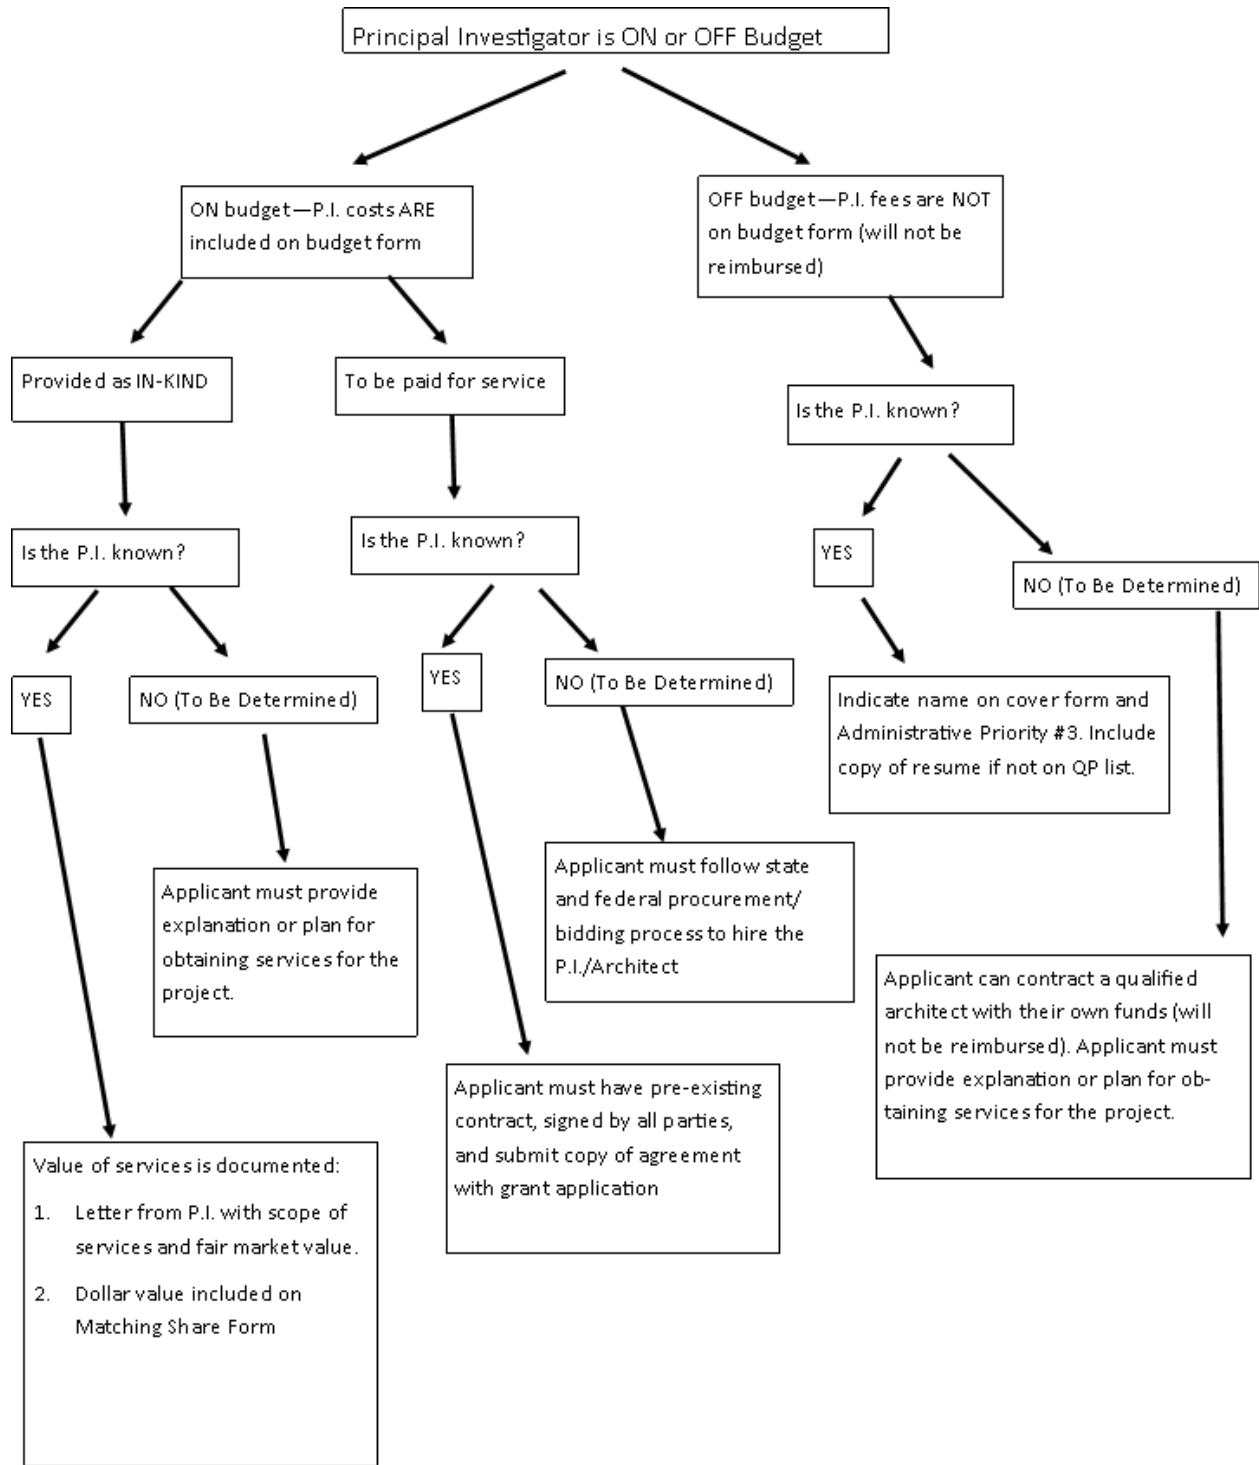 Principal Investigator is ON or OFF Budget
ON budget—P.I. costs ARE
included on budget form
OFF budget—P.I. fees are NOT
on budget form (will not be
reimbursed)
Provided as IN-KIND
To be paid for service
Is the P.I. known?
Is the P.I. known?
Is the P.I. known?
YES
NO (To Be Determined)
YES
NO (To Be Determined)
YES
NO (To Be Determined)
Indicate name on cover form and
Administrative Priority #3. Include
copy of resume if not on QP list.
Applicant must provide
explanation or plan for
obtaining services for the
project.
Applicant must follow state
and federal procurement/
bidding process to hire the
P.I./Architect
Applicant can contract a qualified
architect with their own funds (will
not be reimbursed). Applicant must
provide explanation or plan for ob-
taining services for the project.
Applicant must have pre-existing
contract, signed by all parties,
and submit copy of agreement
with grant application
Value of services is documented:
1. Letter from P.I. with scope of
services and fair market value.
2. Dollar value included on
Matching Share Form